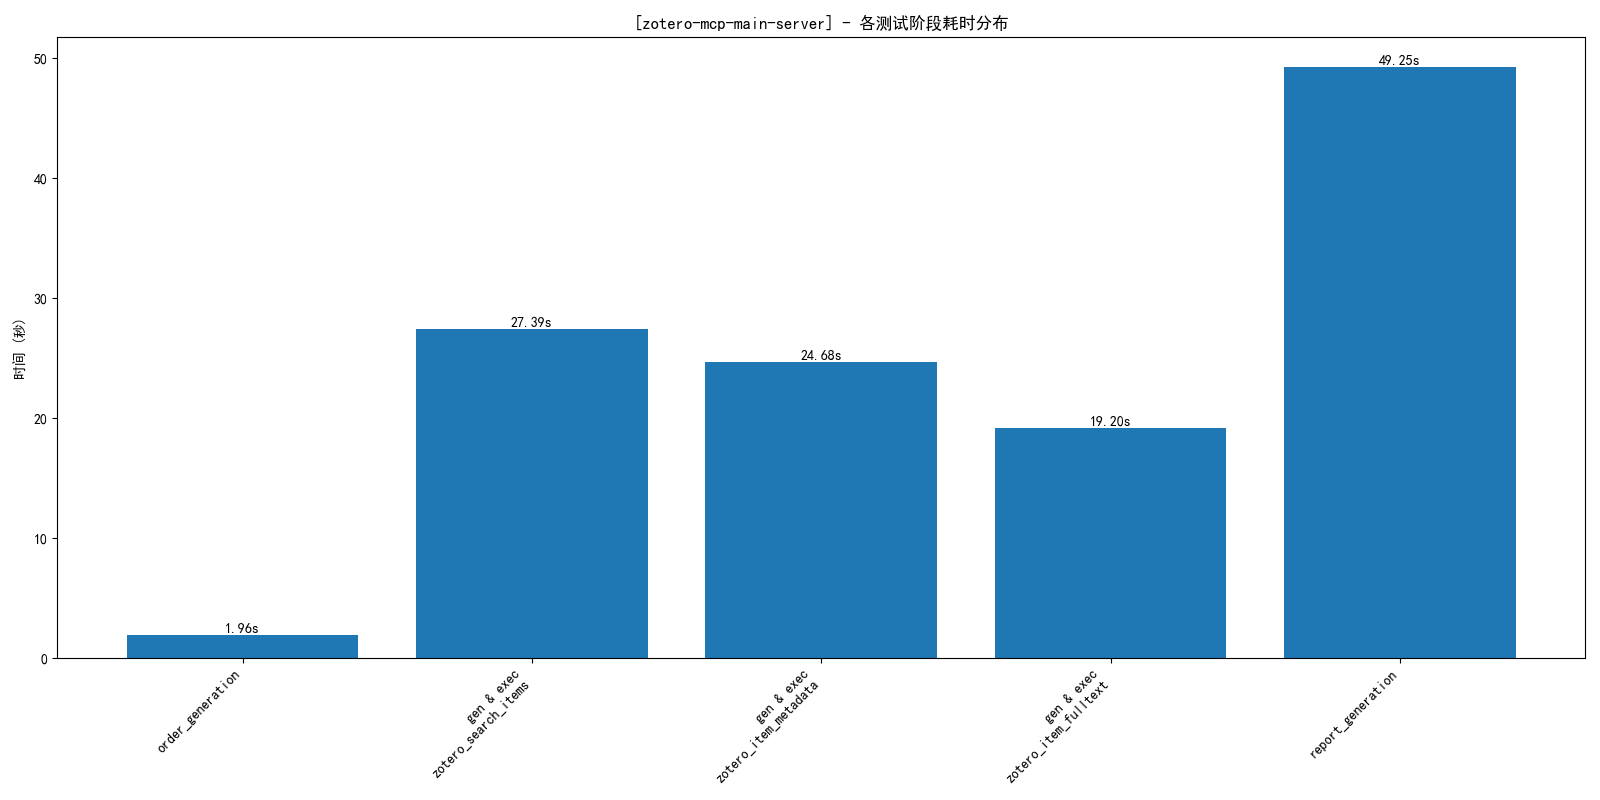 [zotero-mcp-main-server] - 各测试阶段耗时分布
时间 (秒)
50
40
30
20
10
0
1.96s
27.39s
24.68s
19.20s
49.25s
order_generation
gen & exec
zotero_search_items
gen & exec
zotero_item_metadata
gen & exec
zotero_item_fulltext
report_generation